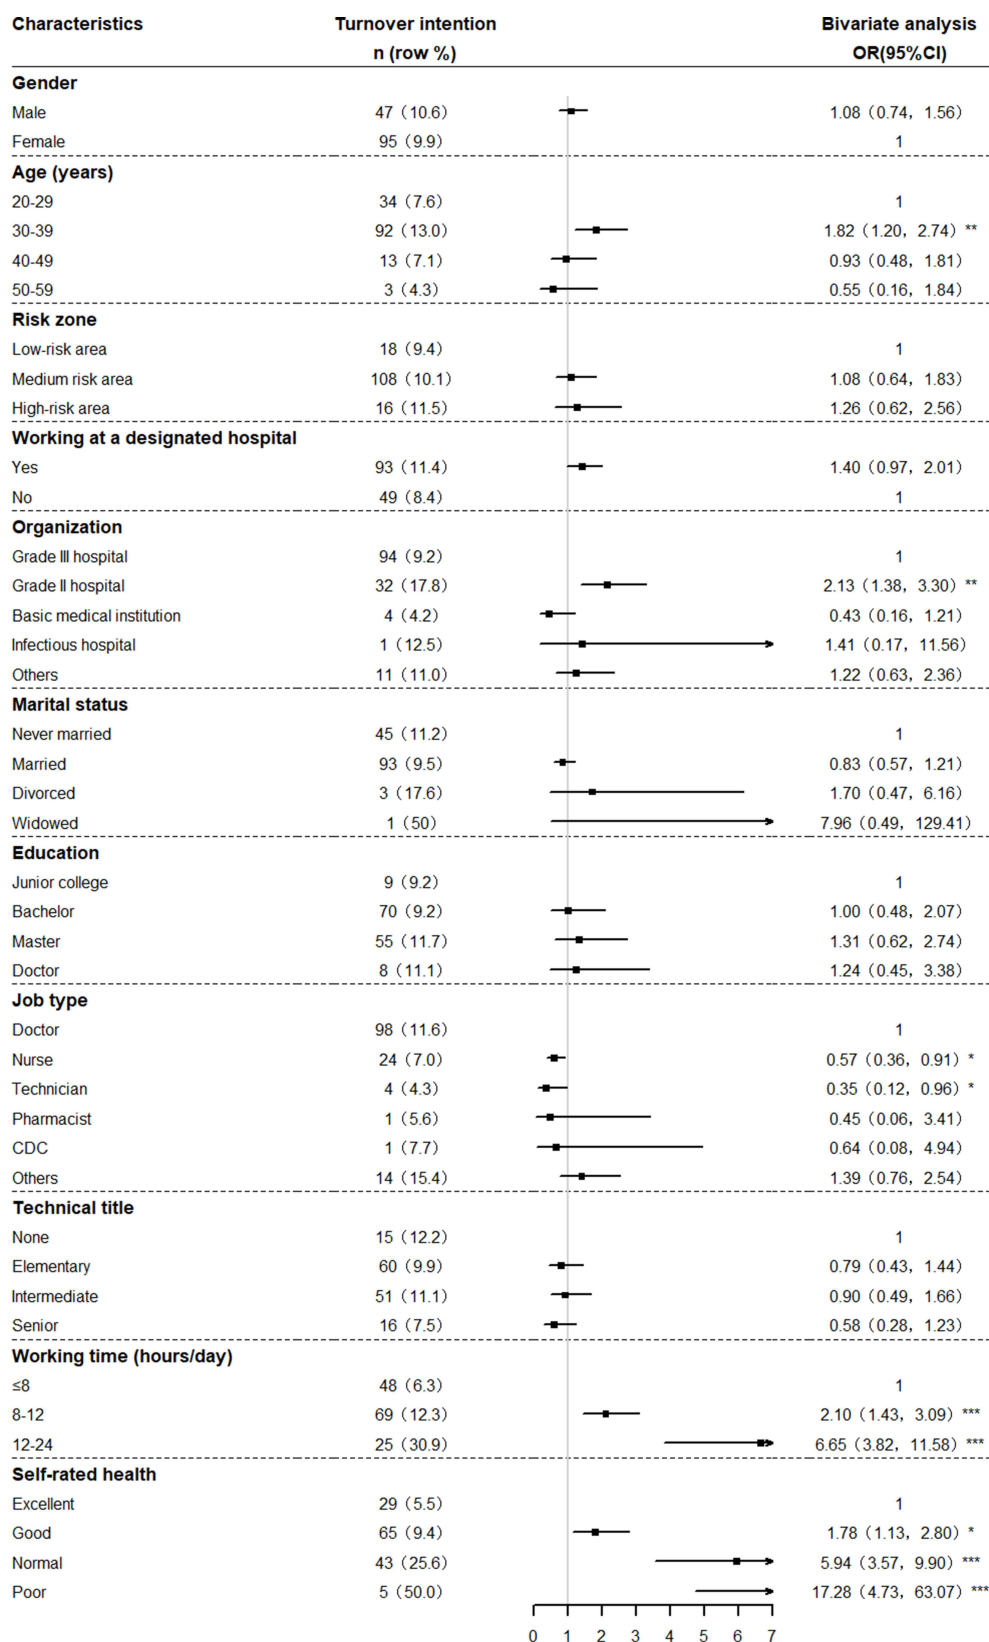 Characteristics Turnover intention Bivariate analysis
n (row %) OR(95%CI)
Gender
Male 47 (10.6) 1.08 (0.74, 1.56)
Female 95 (9.9) 1
Age (years)
20-29 34 (7.6) 1
30-39 92 (13.0) 1.82 (1.20, 2.74) **
40-49 13 (7.1) 0.93 (0.48, 1.81)
50-59 3 (4.3) 0.55 (0.16, 1.84)
Risk zone
Low-risk area 18 (9.4) 1
Medium risk area 108 (10.1) 1.08 (0.64, 1.83)
High-risk area 16 (11.5) 1.26 (0.62, 2.56)
Working at a designated hospital
Yes 93 (11.4) 1.40 (0.97, 2.01)
No 49 (8.4) 1
Organization
Grade III hospital 94 (9.2) 1
Grade II hospital 32 (17.8) 2.13 (1.38, 3.30) **
Basic medical institution 4 (4.2) 0.43 (0.16, 1.21)
Infectious hospital 1 (12.5) 1.41 (0.17, 11.56)
Others 11 (11.0) 1.22 (0.63, 2.36)
Marital status
Never married 45 (11.2) 1
Married 93 (9.5) 0.83 (0.57, 1.21)
Divorced 3 (17.6) 1.70 (0.47, 6.16)
Widowed 1 (50) 7.96 (0.49, 129.41)
Education
Junior college 9 (9.2) 1
Bachelor 70 (9.2) 1.00 (0.48, 2.07)
Master 55 (11.7) 1.31 (0.62, 2.74)
Doctor 8 (11.1) 1.24 (0.45, 3.38)
Job type
Doctor 98 (11.6) 1
Nurse 24 (7.0) 0.57 (0.36, 0.91) *
Technician 4 (4.3) 0.35 (0.12, 0.96) *
Pharmacist 1 (5.6) 0.45 (0.06, 3.41)
CDC 1 (7.7) 0.64 (0.08, 4.94)
Others 14 (15.4) 1.39 (0.76, 2.54)
Technical title
None 15 (12.2) 1
Elementary 60 (9.9) 0.79 (0.43, 1.44)
Intermediate 51 (11.1) 0.90 (0.49, 1.66)
Senior 16 (7.5) 0.58 (0.28, 1.23)
Working time (hours/day)
≤8 48 (6.3) 1
8-12 69 (12.3) 2.10 (1.43, 3.09) ***
12-24 25 (30.9) 6.65 (3.82, 11.58) ***
Self-rated health
Excellent 29 (5.5) 1
Good 65 (9.4) 1.78 (1.13, 2.80) *
Normal 43 (25.6) 5.94 (3.57, 9.90) ***
Poor 5 (50.0) 17.28 (4.73, 63.07) ***
0 1 2 3 4 5 6 7